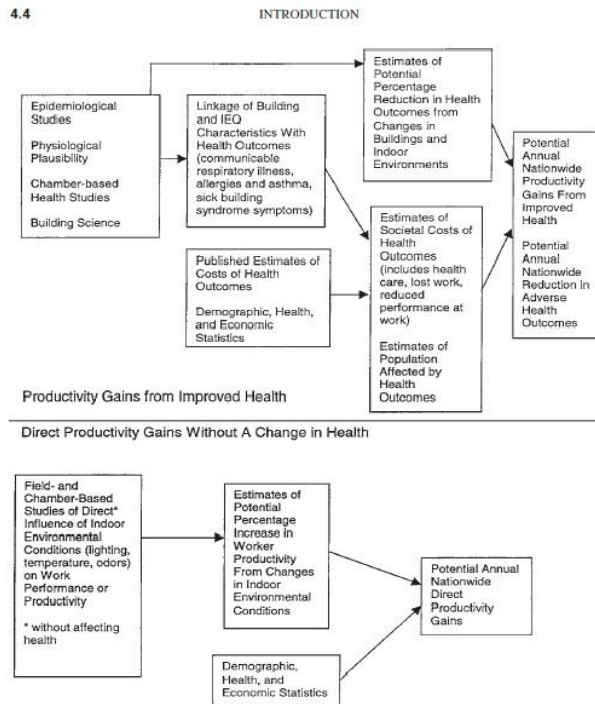 4.4
INTRODUCTION
Epidemiological
Studies
Physiological
Plausibility
Chamber-based
Health Studies
Building Science
Linkage of Building
and IEQ
Characteristics With
Health Outcomes
(communicable
respiratory illness,
allergies and asthma,
sick building
syndrome symptoms)
Estimates of
Potential
Percentage
Reduction in Health
Outcomes from
Changes in
Buildings and
Indoor
Environments
Published Estimates of
Costs of Health
Outcomes
Demographic, Health,
and Economic
Statistics
Estimates of
Societal Costs of
Health
Outcomes
(includes health
care, lost work,
reduced
performance at
work)
Estimates of
Population
Affected by
Health
Outcomes
Potential
Annual
Nationwide
Productivity
Gains From
Improved
Health
Potential
Annual
Nationwide
Reduction in
Adverse
Health
Outcomes
Productivity Gains from Improved Health
Direct Productivity Gains Without A Change in Health
Field- and
Chamber-Based
Studies of Direct*
Influence of Indoor
Environmental
Conditions (lighting,
temperature, odors)
on Work
Performance or
Productivity
* without affecting
health
Estimates of
Potential
Percentage
Increase in
Worker
Productivity
From Changes
in Indoor
Environmental
Conditions
Demographic,
Health, and
Economic Statistics
Potential Annual
Nationwide
Direct
Productivity
Gains